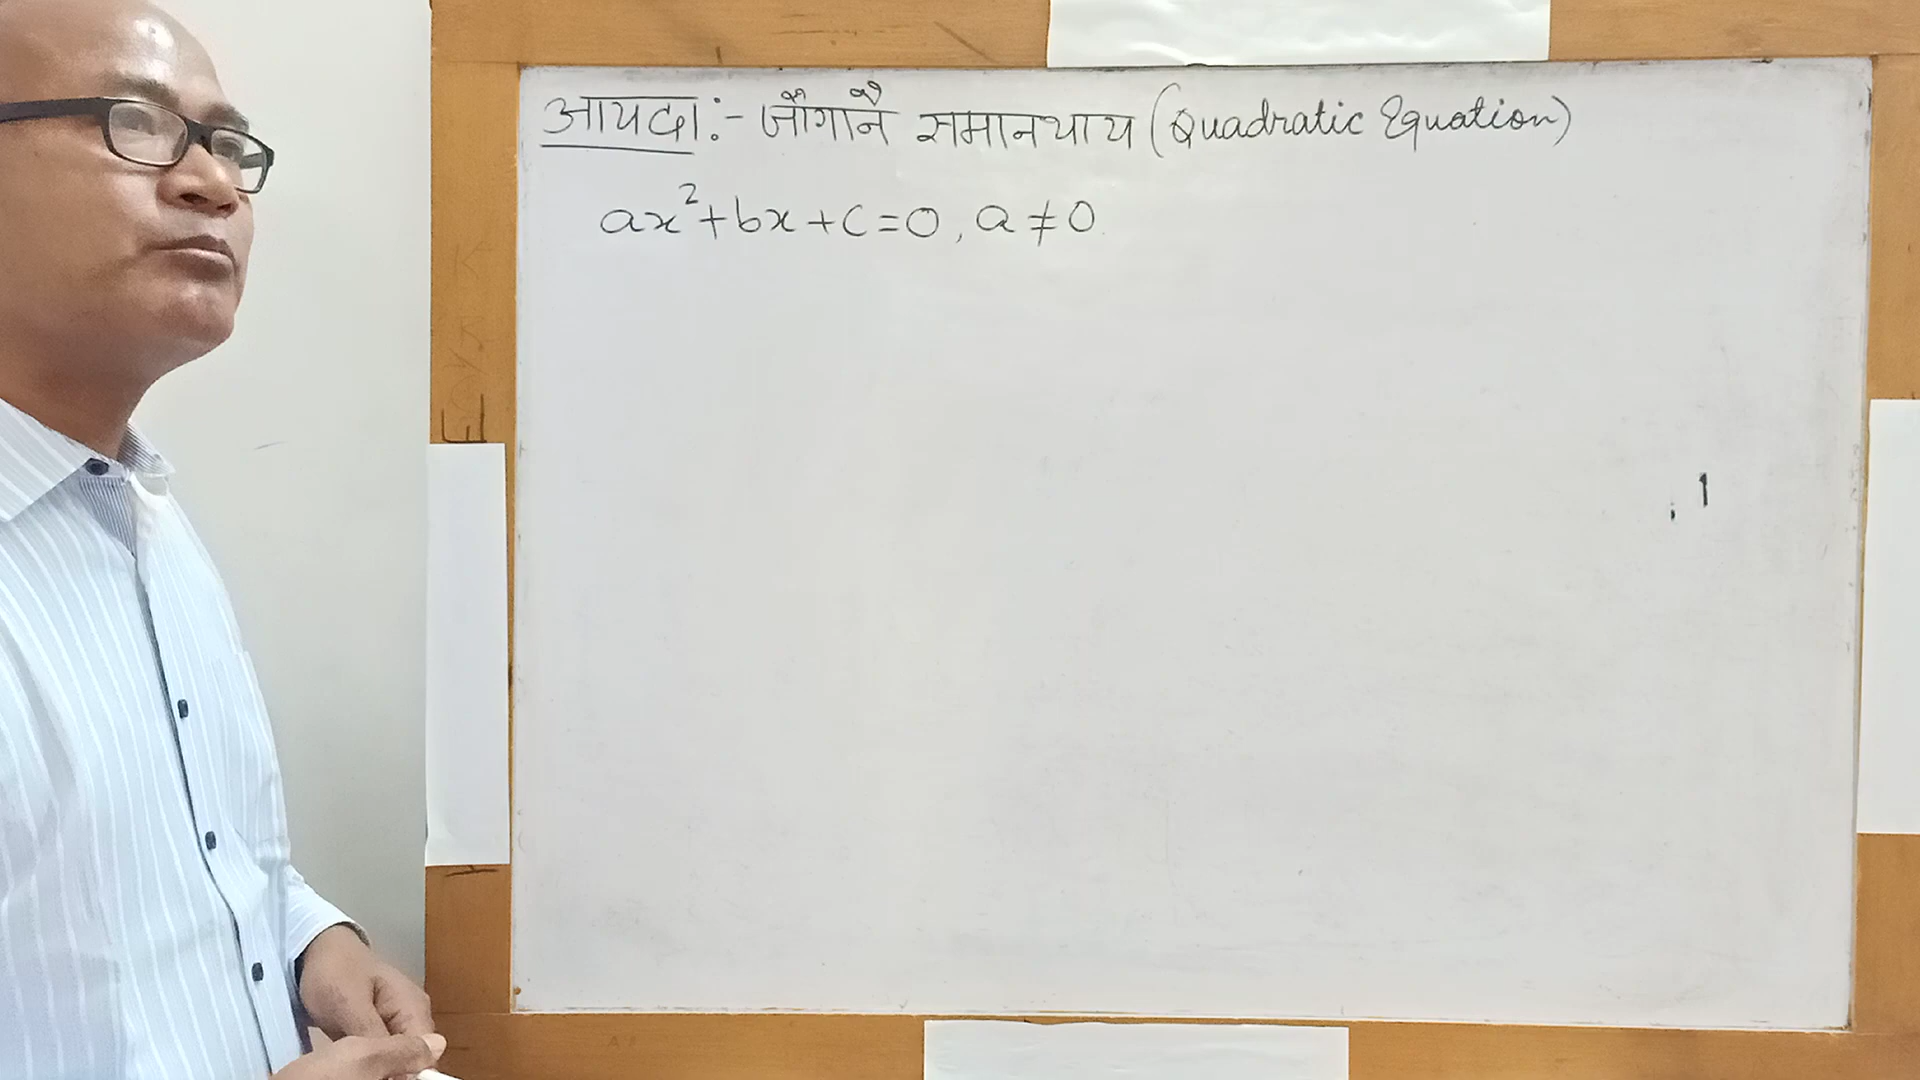 आयदा:- जौगानै समानथाय (Quadratic Equation)
ax²+bx+c=0, a≠0